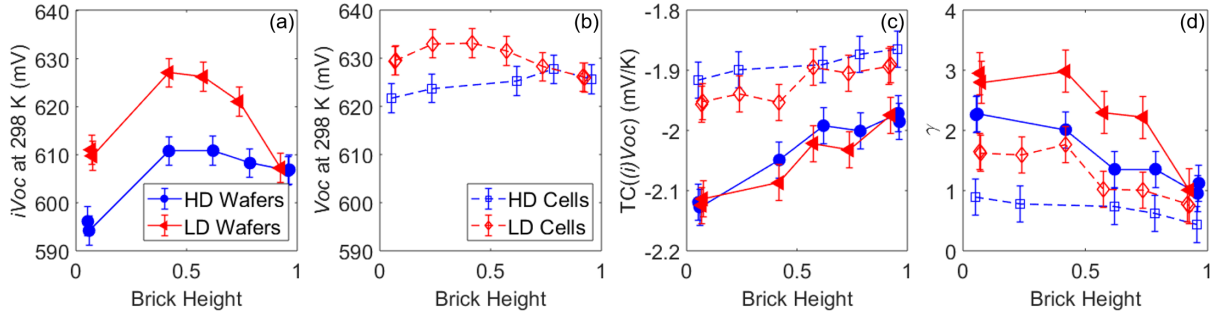 (a)
iVoc at 298 K (mV)
640
630
620
610
600
590
HD Wafers
LD Wafers
0
0.5
1
Brick Height
(b)
Voc at 298 K (mV)
640
630
620
610
600
590
HD Cells
LD Cells
0
0.5
1
Brick Height
(c)
TC((i)Voc) (mV/K)
-1.8
-1.9
-2
-2.1
-2.2
0
0.5
1
Brick Height
(d)
γ
4
3
2
1
0
0
0.5
1
Brick Height